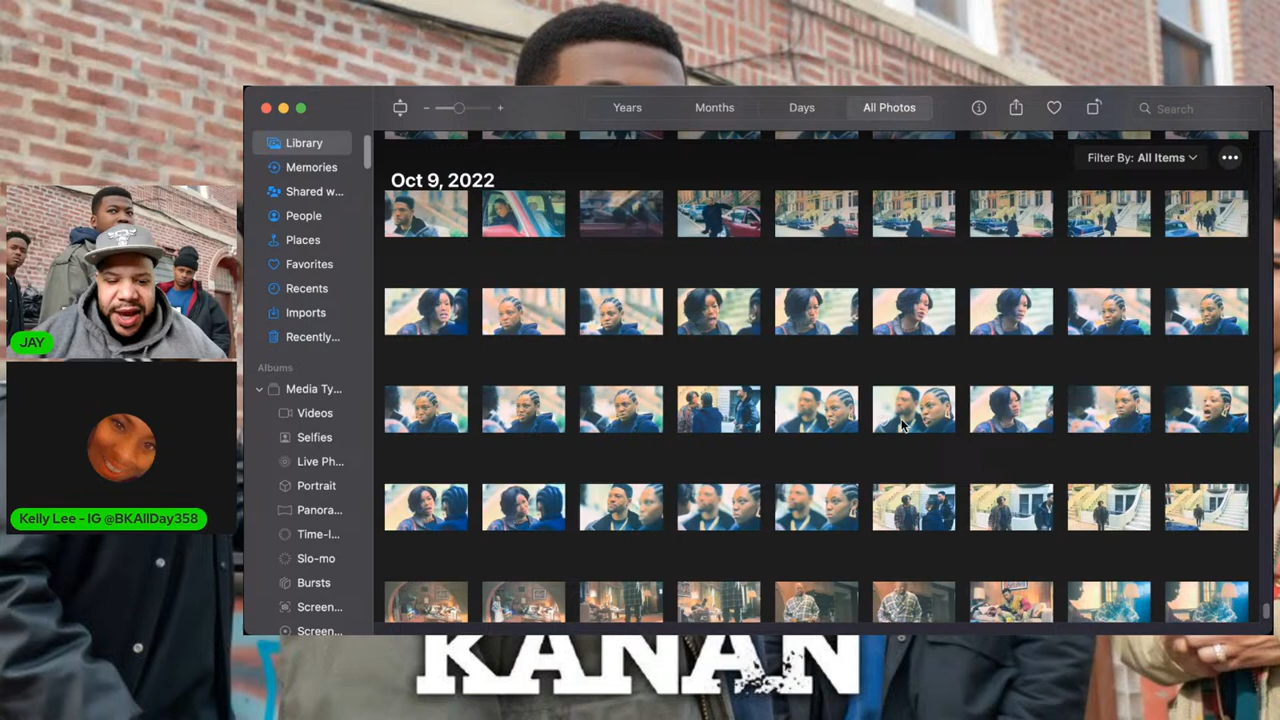 Years
Months
Days
All Photos
Search
Library
Memories
Shared w...
People
Places
Favorites
Recents
Imports
Recently...
Albums
Media Ty...
Videos
Selfies
Live Ph...
Portrait
Panora...
Time-l...
Slo-mo
Bursts
Screen...
Screen...
Oct 9, 2022
Filter By: All Items
JAY
Kelly Lee - IG @BKAllDay358
KANAN